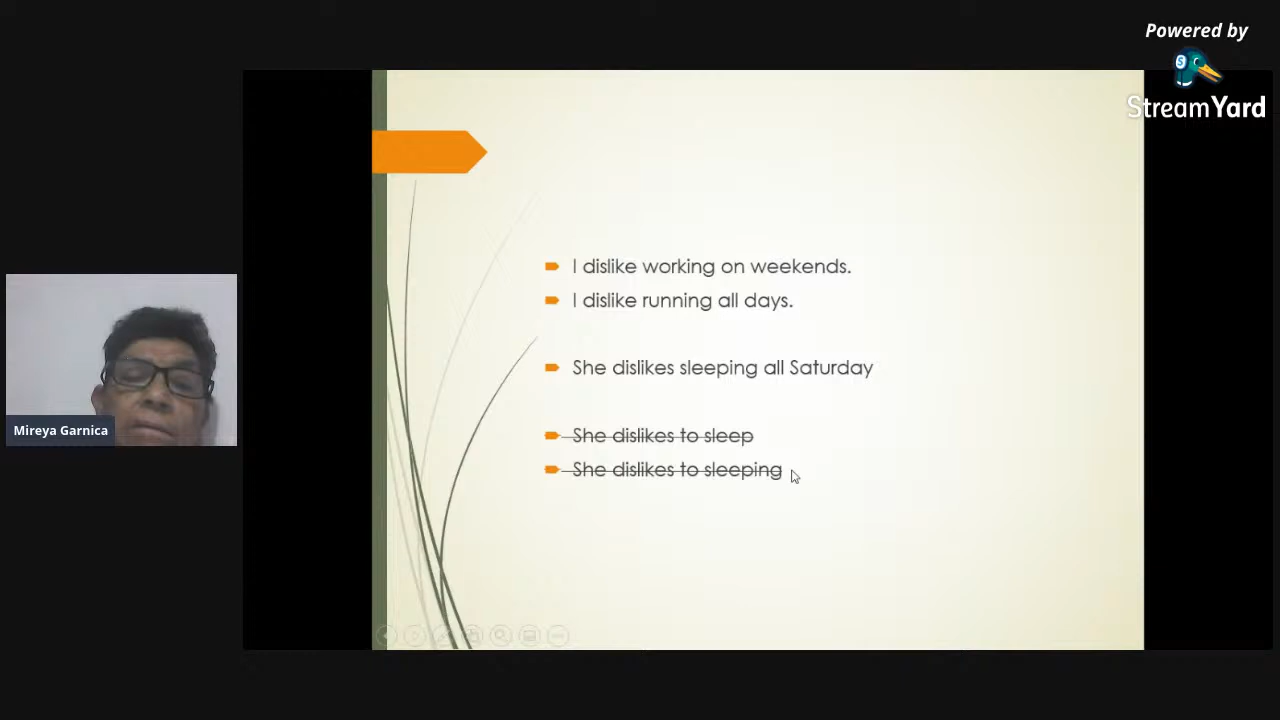 Powered by
StreamYard
I dislike working on weekends.
I dislike running all days.
She dislikes sleeping all Saturday
She dislikes to sleep
She dislikes to sleeping
Mireya Garnica